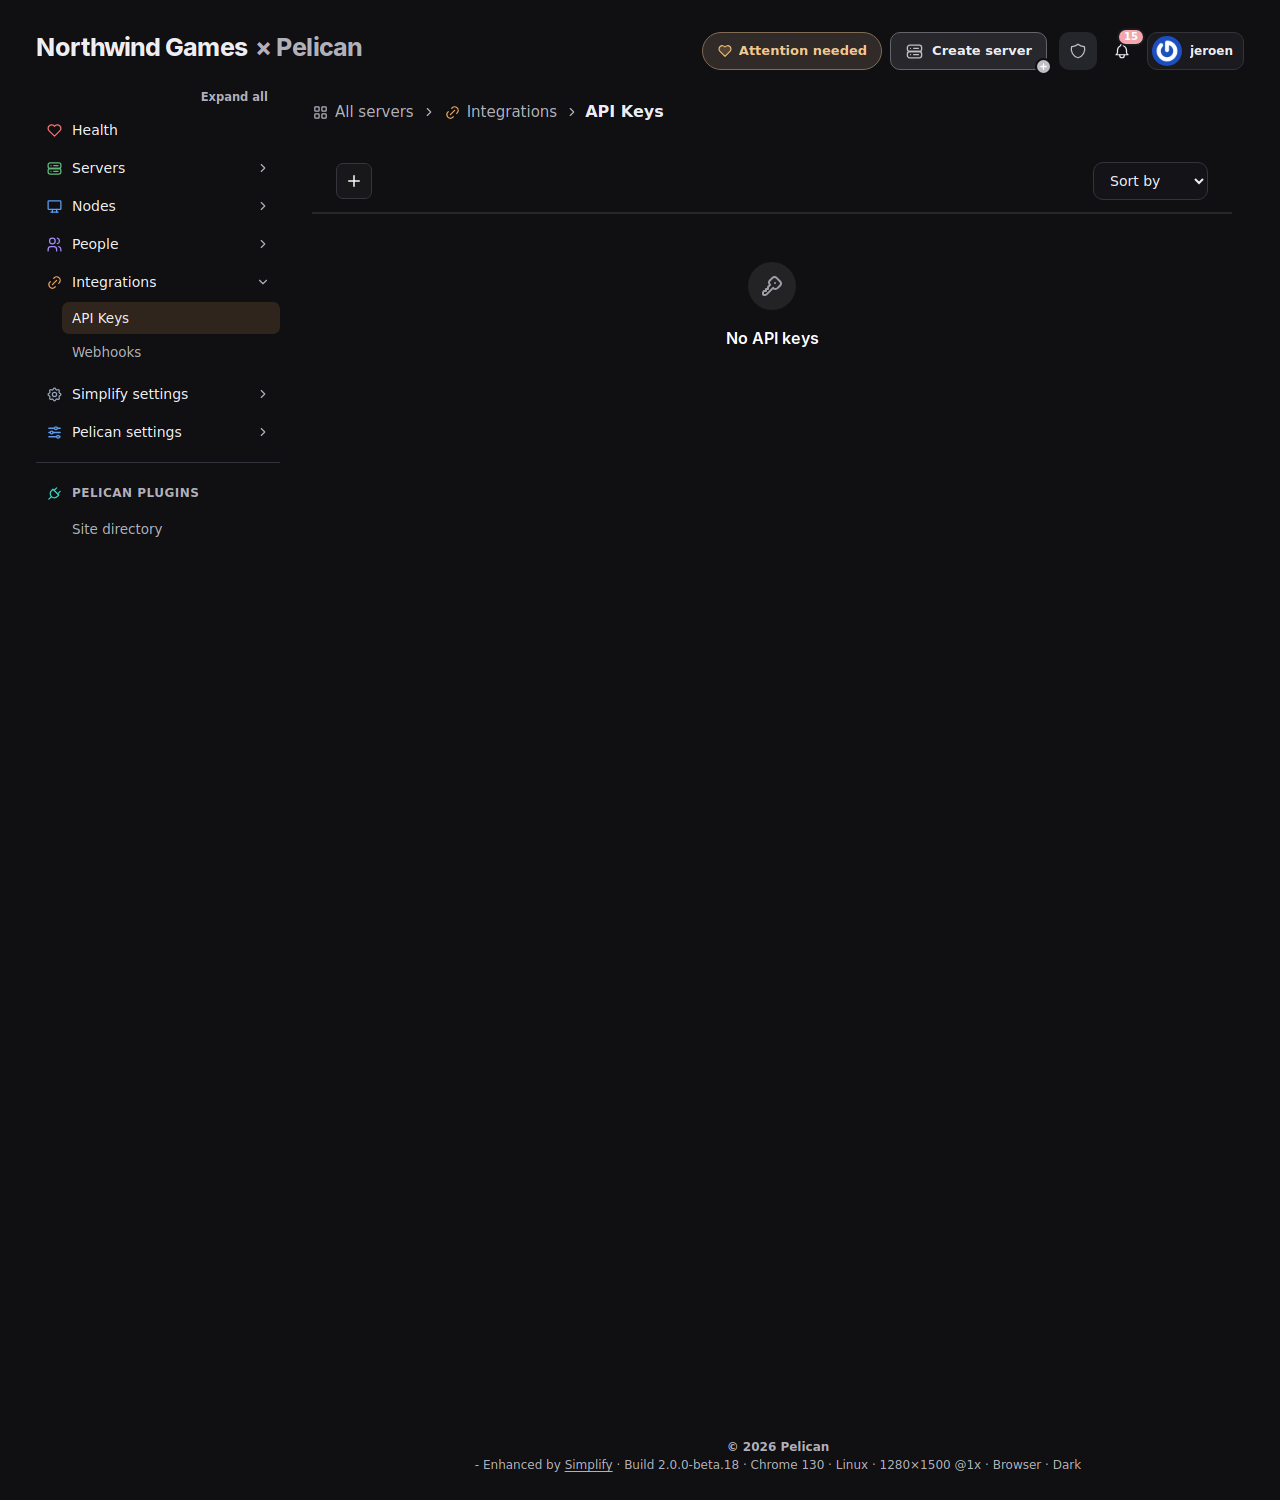 Northwind Games × Pelican
Attention needed
Create server
15
jeroen
Expand all
Health
Servers
Nodes
People
Integrations
API Keys
Webhooks
Simplify settings
Pelican settings
PELICAN PLUGINS
Site directory
All servers > Integrations > API Keys
Sort by
No API keys
© 2026 Pelican
- Enhanced by Simplify · Build 2.0.0-beta.18 · Chrome 130 · Linux · 1280×1500 @1x · Browser · Dark